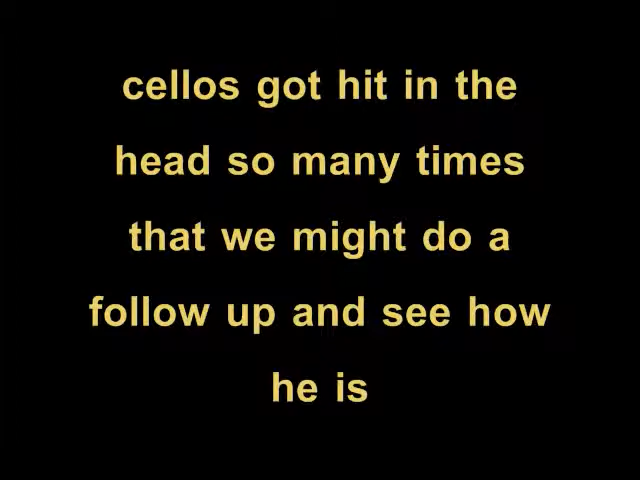 cellos got hit in the
head so many times
that we might do a
follow up and see how
he is